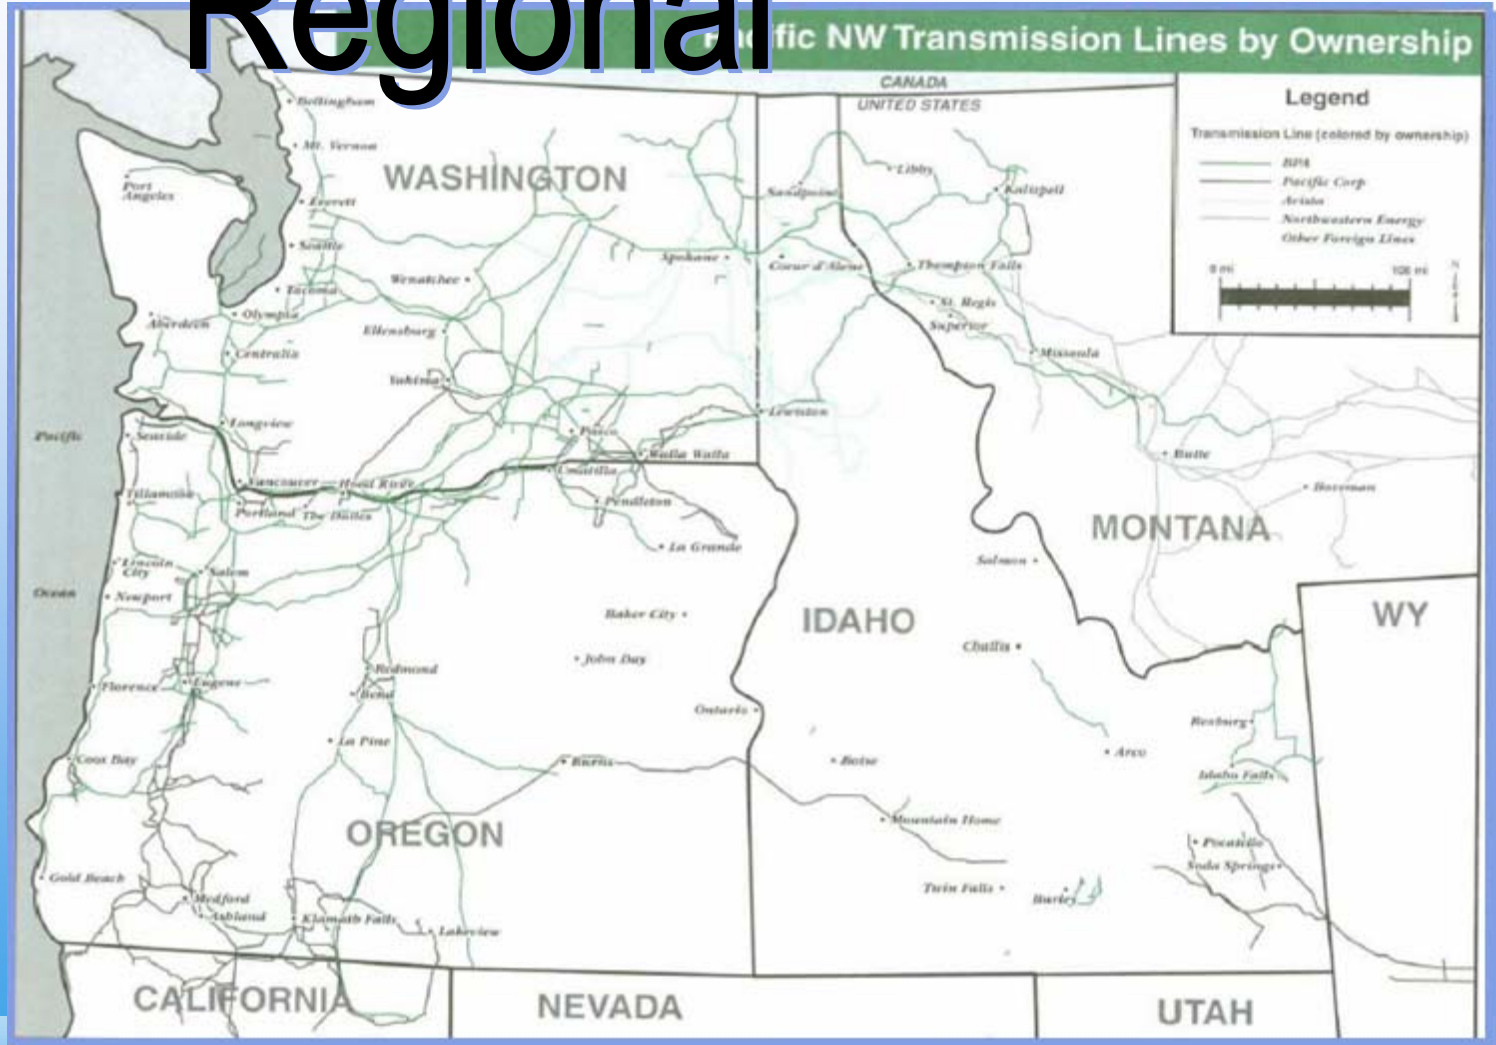 Regional
Pacific NW Transmission Lines by Ownership
CANADA
UNITED STATES
Legend
Transmission Line (colored by ownership)
BPA
Pacific Corp
Avista
Northwestern Energy
Other Foreign Lines
0 mi
N
Bellingham
Mt. Vernon
WASHINGTON
Port
Angeles
Everett
Seattle
Tacoma
Olympia
Aberdeen
Centralia
Wenatchee
Ellensburg
Yakima
Spokane
Sandpoint
Libby
Kalispell
Coeur d'Alene
Thompson Falls
St. Regis
Superior
Missoula
Lewiston
Longview
Pacific
Seaside
Pasco
Walla Walla
Umatilla
Butte
Bozeman
Vancouver
Hood River
Tillamook
Portland
The Dalles
Pendleton
MONTANA
La Grande
Lincoln
City
Salem
Salmon
Ocean
Newport
Baker City
IDAHO
WY
John Day
Challis
Redmond
Florence
Eugene
Bend
Ontario
Rexburg
La Pine
Arco
Coos Bay
Burns
Boise
Idaho Falls
OREGON
Mountain Home
Pocatello
Soda Springs
Gold Beach
Twin Falls
Burley
Medford
Ashland
Klamath Falls
Lakeview
CALIFORNIA
NEVADA
UTAH